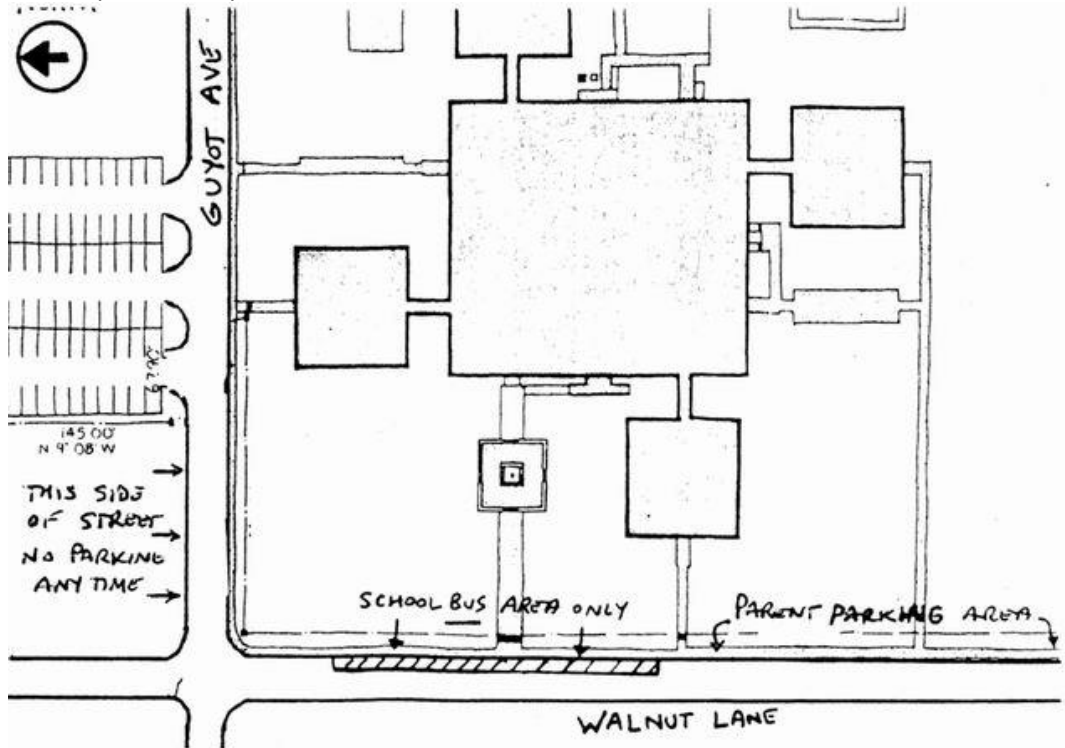 GUYOT AVE
145.00'
N 9° 08' W
THIS SIDE
OF STREET
NO PARKING
ANY TIME
SCHOOL BUS AREA ONLY
PARENT PARKING AREA
WALNUT LANE